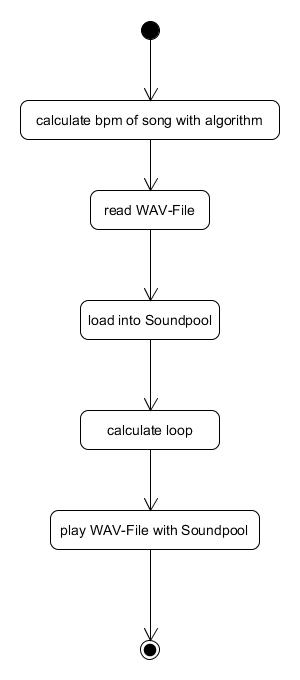 calculate bpm of song with algorithm
read WAV-File
load into Soundpool
calculate loop
play WAV-File with Soundpool